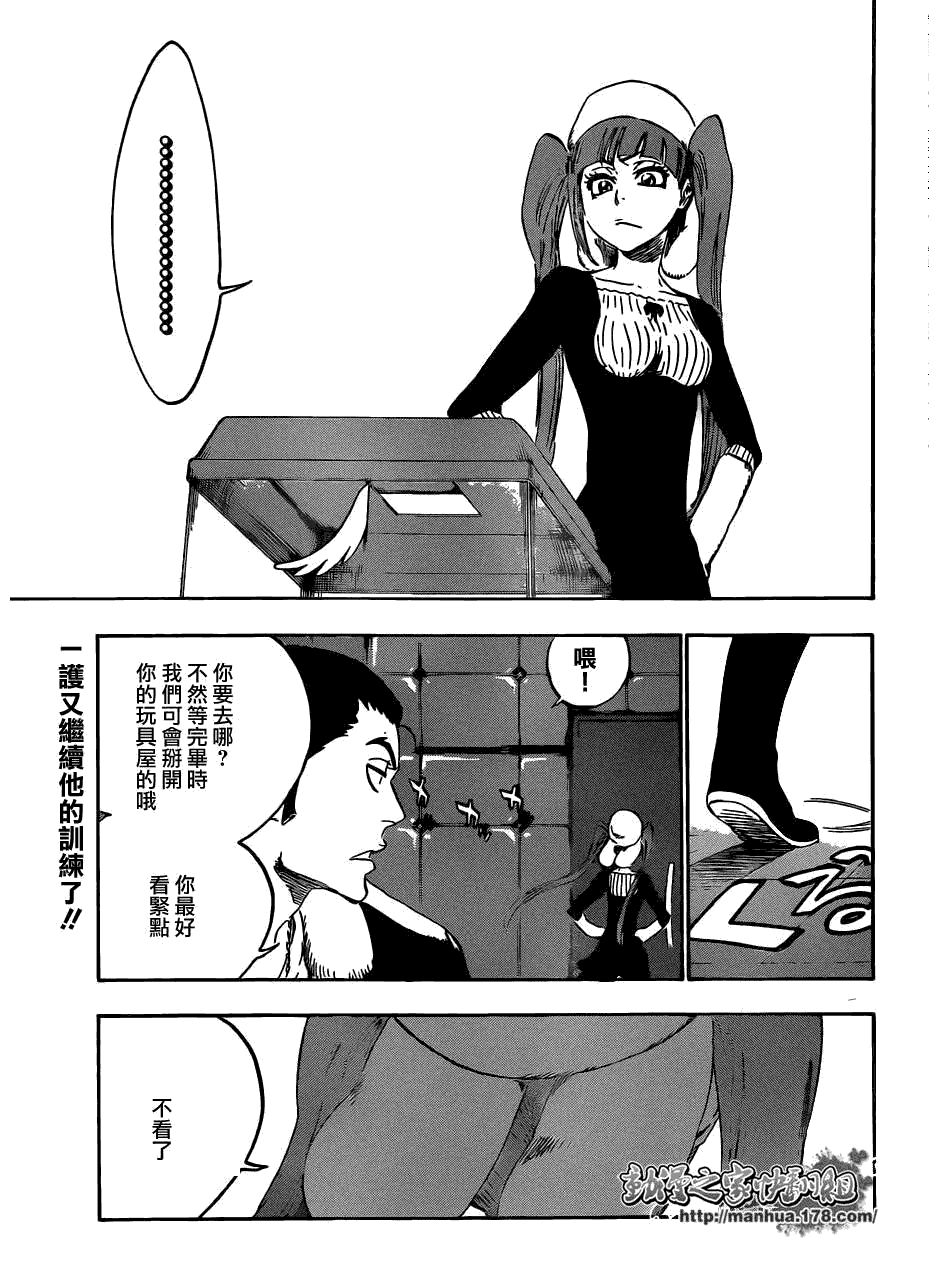 喂！
你要去哪？
不然等完畢時
我們可會掰開
你的玩具屋的哦
你最好
看緊點
一護又繼續他的訓練了!!
不看了
動漫之家快翻組
http://manhua.178.com/